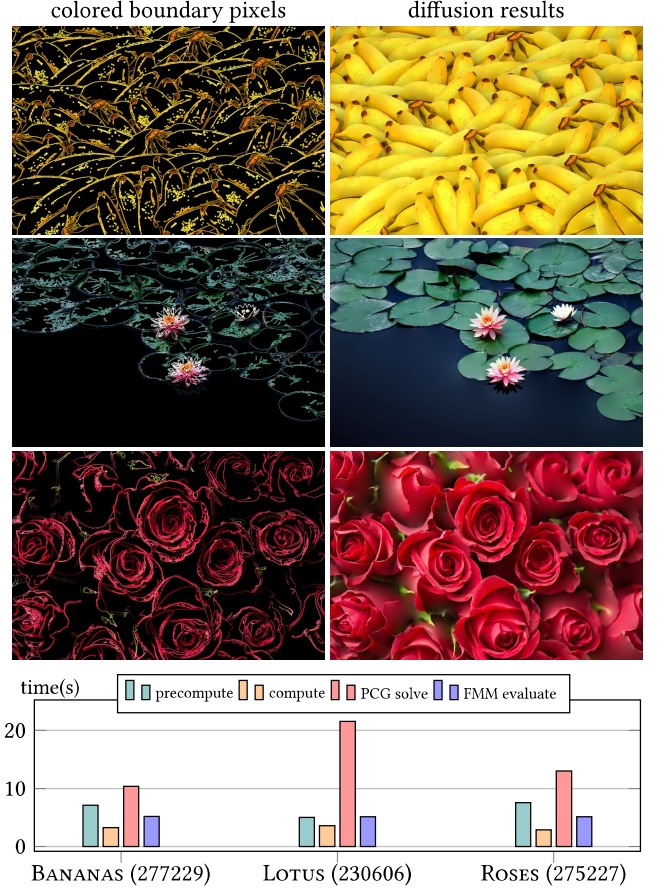 colored boundary pixels diffusion results
time(s)
precompute compute PCG solve FMM evaluate
20
10
0
Bananas (277229) Lotus (230606) Roses (275227)